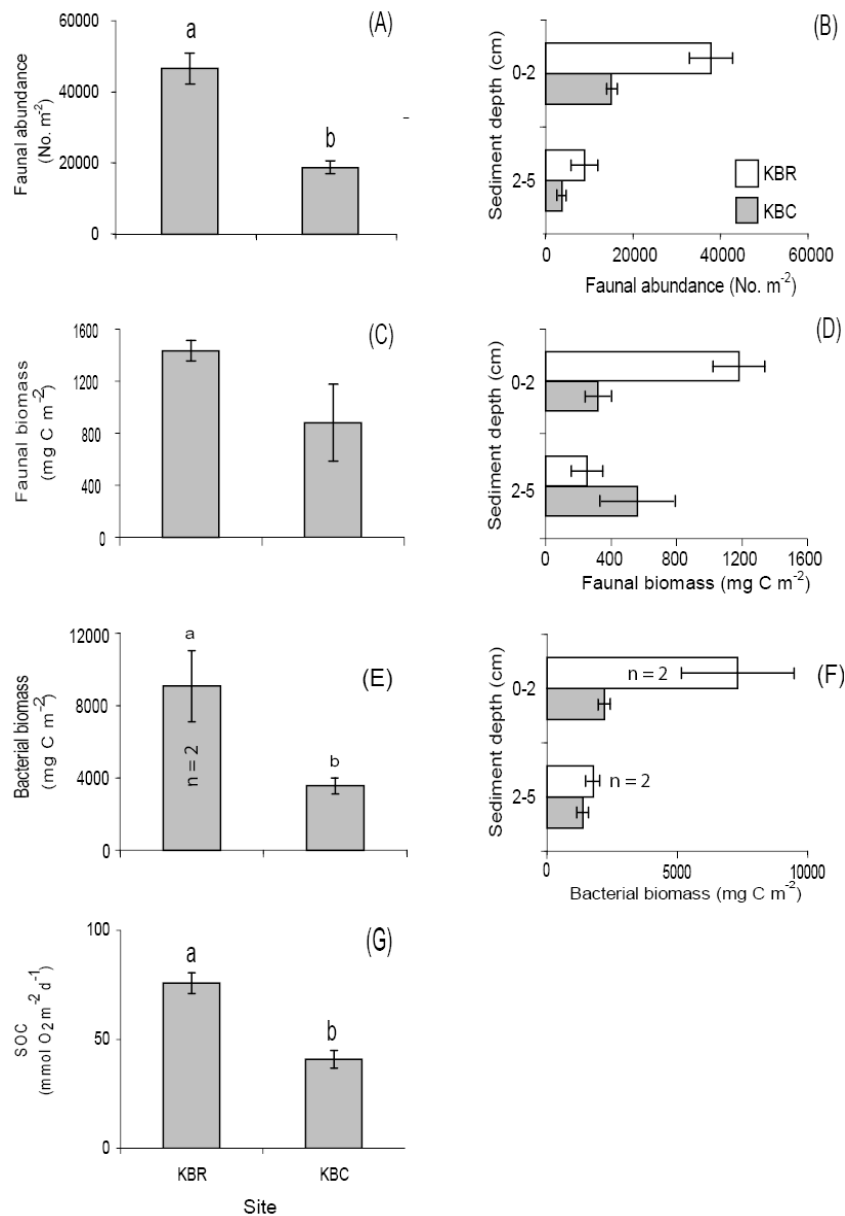 (A)
a
b
60000
40000
20000
0
Faunal abundance
(No. m-2)
(B)
Sediment depth (cm)
0-2
2-5
KBR
KBC
0 20000 40000 60000
Faunal abundance (No. m-2)
(C)
1600
1200
800
400
0
Faunal biomass
(mg C m-2)
(D)
Sediment depth (cm)
0-2
2-5
0 400 800 1200 1600
Faunal biomass (mg C m-2)
(E)
a
b
n = 2
12000
8000
4000
0
Bacterial biomass
(mg C m-2)
(F)
Sediment depth (cm)
0-2
2-5
n = 2
n = 2
0 5000 10000
Bacterial biomass (mg C m-2)
(G)
a
b
100
50
0
SOC
(mmol O2 m-2 d-1)
KBR KBC
Site